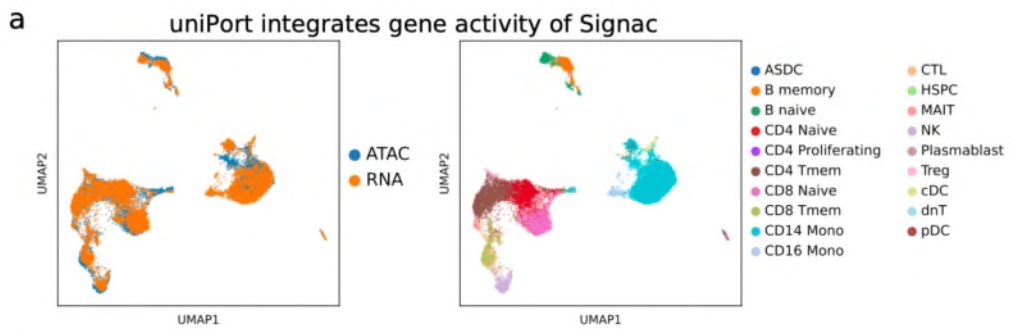 a
uniPort integrates gene activity of Signac
UMAP2
UMAP1
ATAC
RNA
UMAP2
UMAP1
ASDC
B memory
B naive
CD4 Naive
CD4 Proliferating
CD4 Tmem
CD8 Naive
CD8 Tmem
CD14 Mono
CD16 Mono
CTL
HSPC
MAIT
NK
Plasmablast
Treg
cDC
dnT
pDC